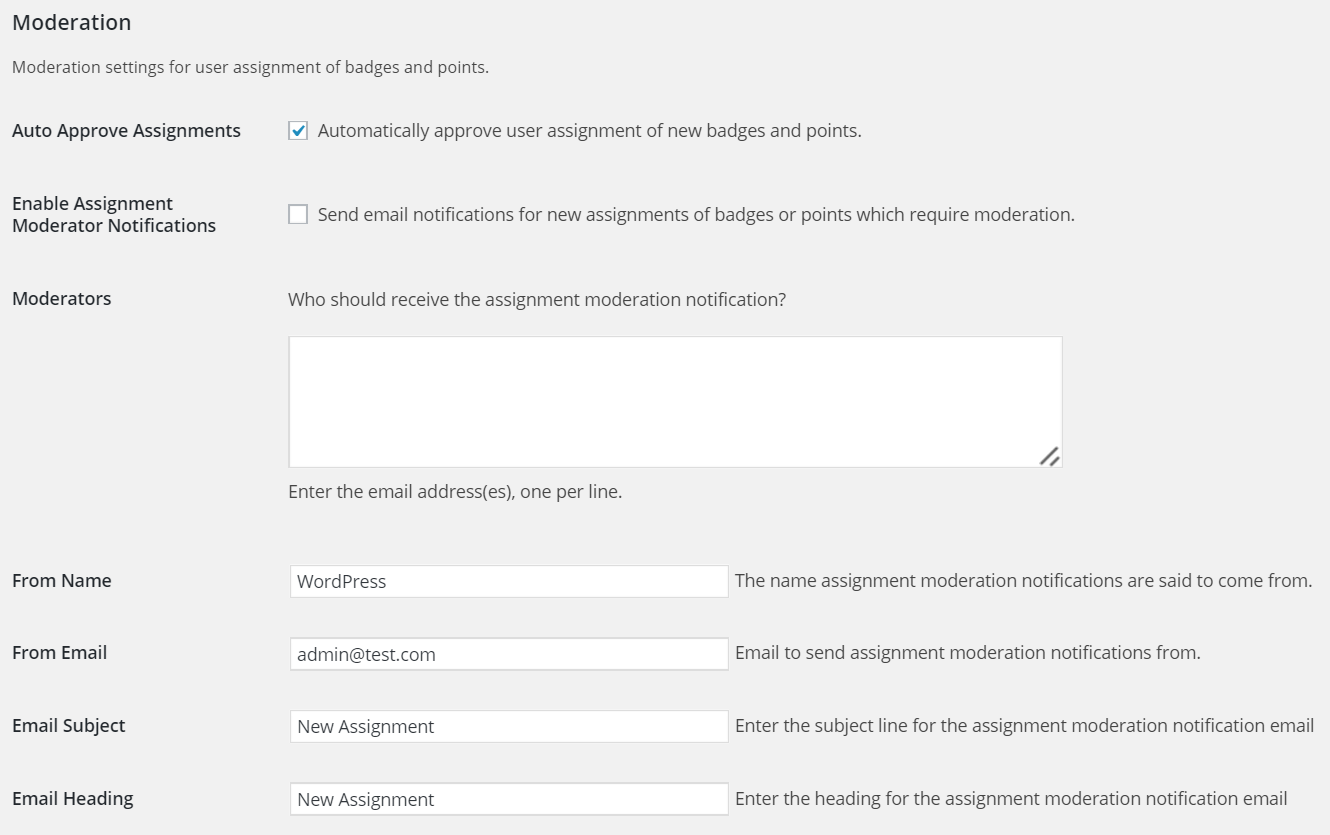 Moderation
Moderation settings for user assignment of badges and points.
Auto Approve Assignments
Automatically approve user assignment of new badges and points.
Enable Assignment
Moderator Notifications
Send email notifications for new assignments of badges or points which require moderation.
Moderators
Who should receive the assignment moderation notification?
Enter the email address(es), one per line.
From Name
WordPress
The name assignment moderation notifications are said to come from.
From Email
admin@test.com
Email to send assignment moderation notifications from.
Email Subject
New Assignment
Enter the subject line for the assignment moderation notification email
Email Heading
New Assignment
Enter the heading for the assignment moderation notification email